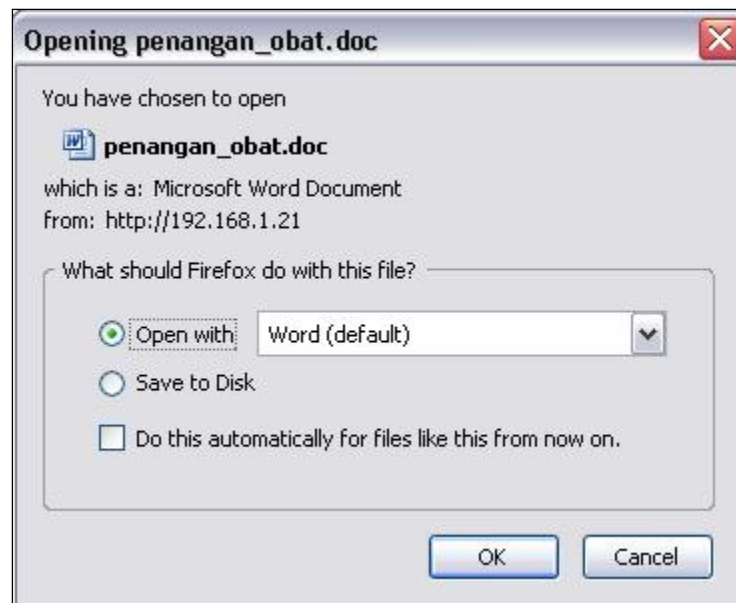 Opening penangan_obat.doc
You have chosen to open
penangan_obat.doc
which is a: Microsoft Word Document
from: http://192.168.1.21
What should Firefox do with this file?
Open with Word (default)
Save to Disk
Do this automatically for files like this from now on.
OK Cancel